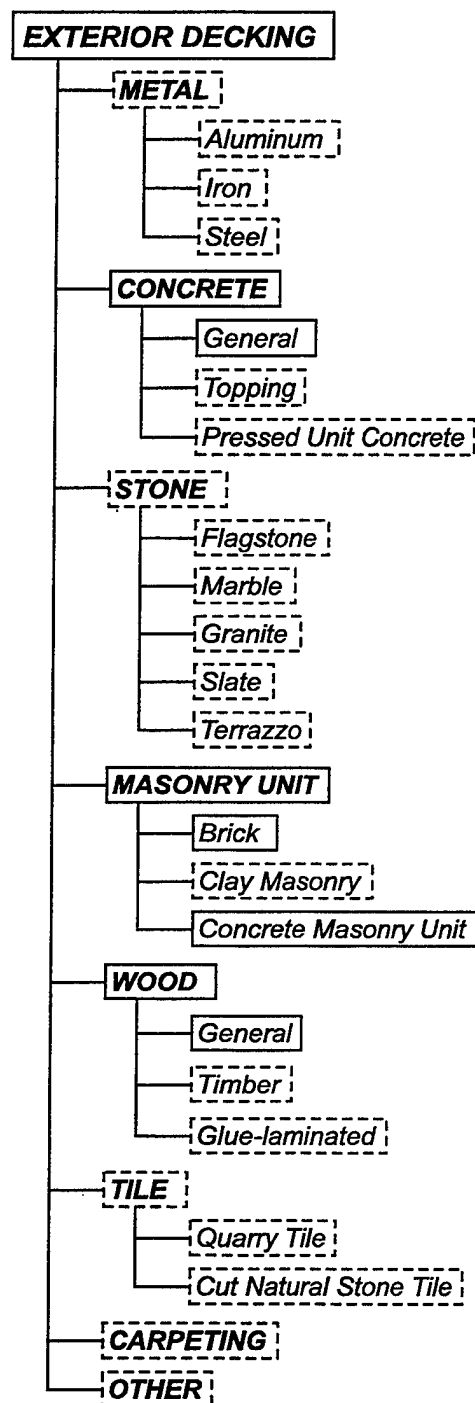 EXTERIOR DECKING
METAL
Aluminum
Iron
Steel
CONCRETE
General
Topping
Pressed Unit Concrete
STONE
Flagstone
Marble
Granite
Slate
Terrazzo
MASONRY UNIT
Brick
Clay Masonry
Concrete Masonry Unit
WOOD
General
Timber
Glue-laminated
TILE
Quarry Tile
Cut Natural Stone Tile
CARPETING
OTHER